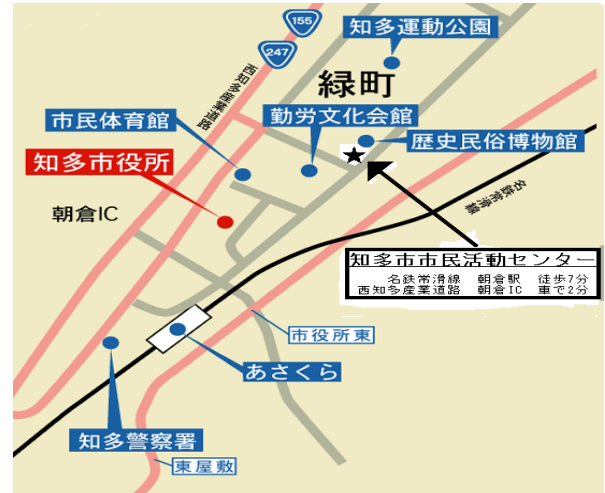 155
知多運動公園
247
緑町
西知多産業道路
勤労文化会館
市民体育館
歴史民俗博物館
知多市役所
名鉄常滑線
朝倉IC
知多市市民活動センター
名鉄常滑線 朝倉駅 徒歩7分
西知多産業道路 朝倉IC 車で2分
市役所東
あさくら
知多警察署
東屋敷